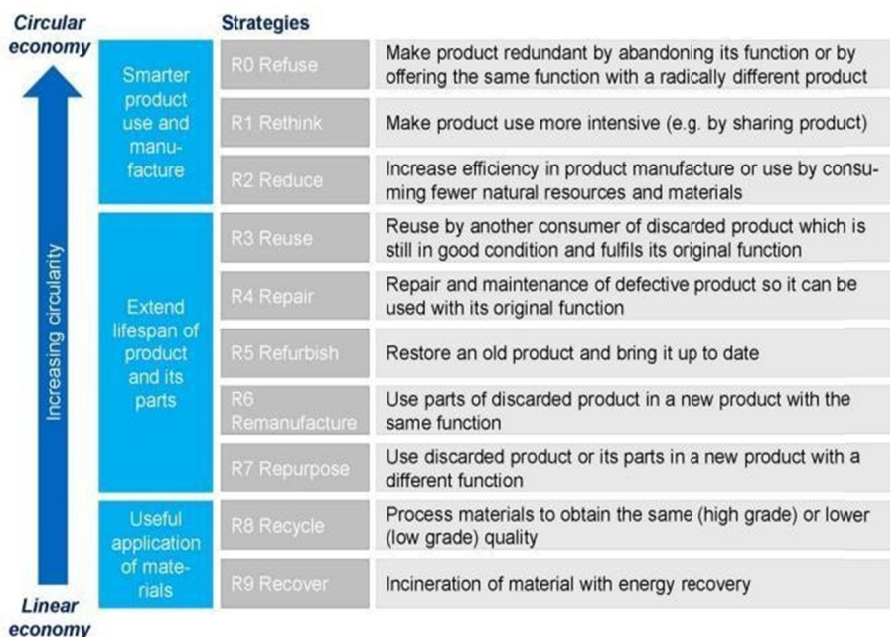 Circular
economy
Strategies
Increasing circularity
Smarter
product
use and
manu-
facture
R0 Refuse
Make product redundant by abandoning its function or by
offering the same function with a radically different product
R1 Rethink
Make product use more intensive (e.g. by sharing product)
R2 Reduce
Increase efficiency in product manufacture or use by consu-
ming fewer natural resources and materials
Extend
lifespan of
product
and its
parts
R3 Reuse
Reuse by another consumer of discarded product which is
still in good condition and fulfils its original function
R4 Repair
Repair and maintenance of defective product so it can be
used with its original function
R5 Refurbish
Restore an old product and bring it up to date
R6
Remanufacture
Use parts of discarded product in a new product with the
same function
R7 Repurpose
Use discarded product or its parts in a new product with a
different function
Useful
application
of mate-
rials
R8 Recycle
Process materials to obtain the same (high grade) or lower
(low grade) quality
R9 Recover
Incineration of material with energy recovery
Linear
economy